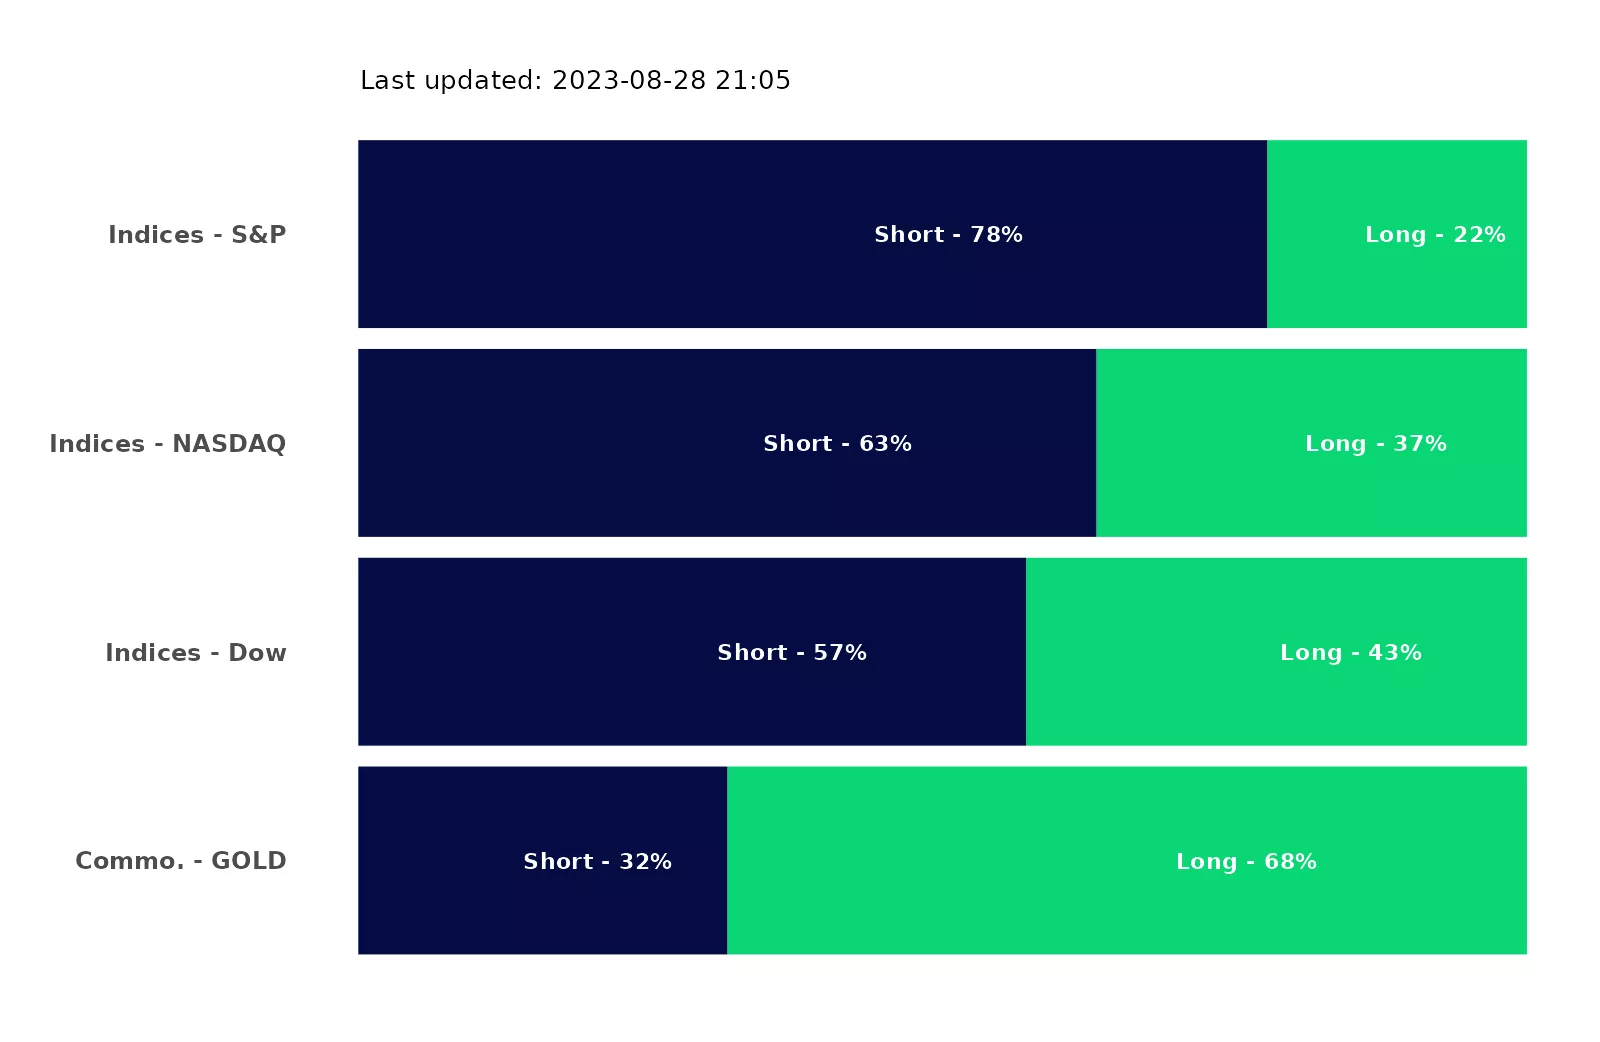 Last updated: 2023-08-28 21:05
Indices - S&P
Short - 78%
Long - 22%
Indices - NASDAQ
Short - 63%
Long - 37%
Indices - Dow
Short - 57%
Long - 43%
Commo. - GOLD
Short - 32%
Long - 68%